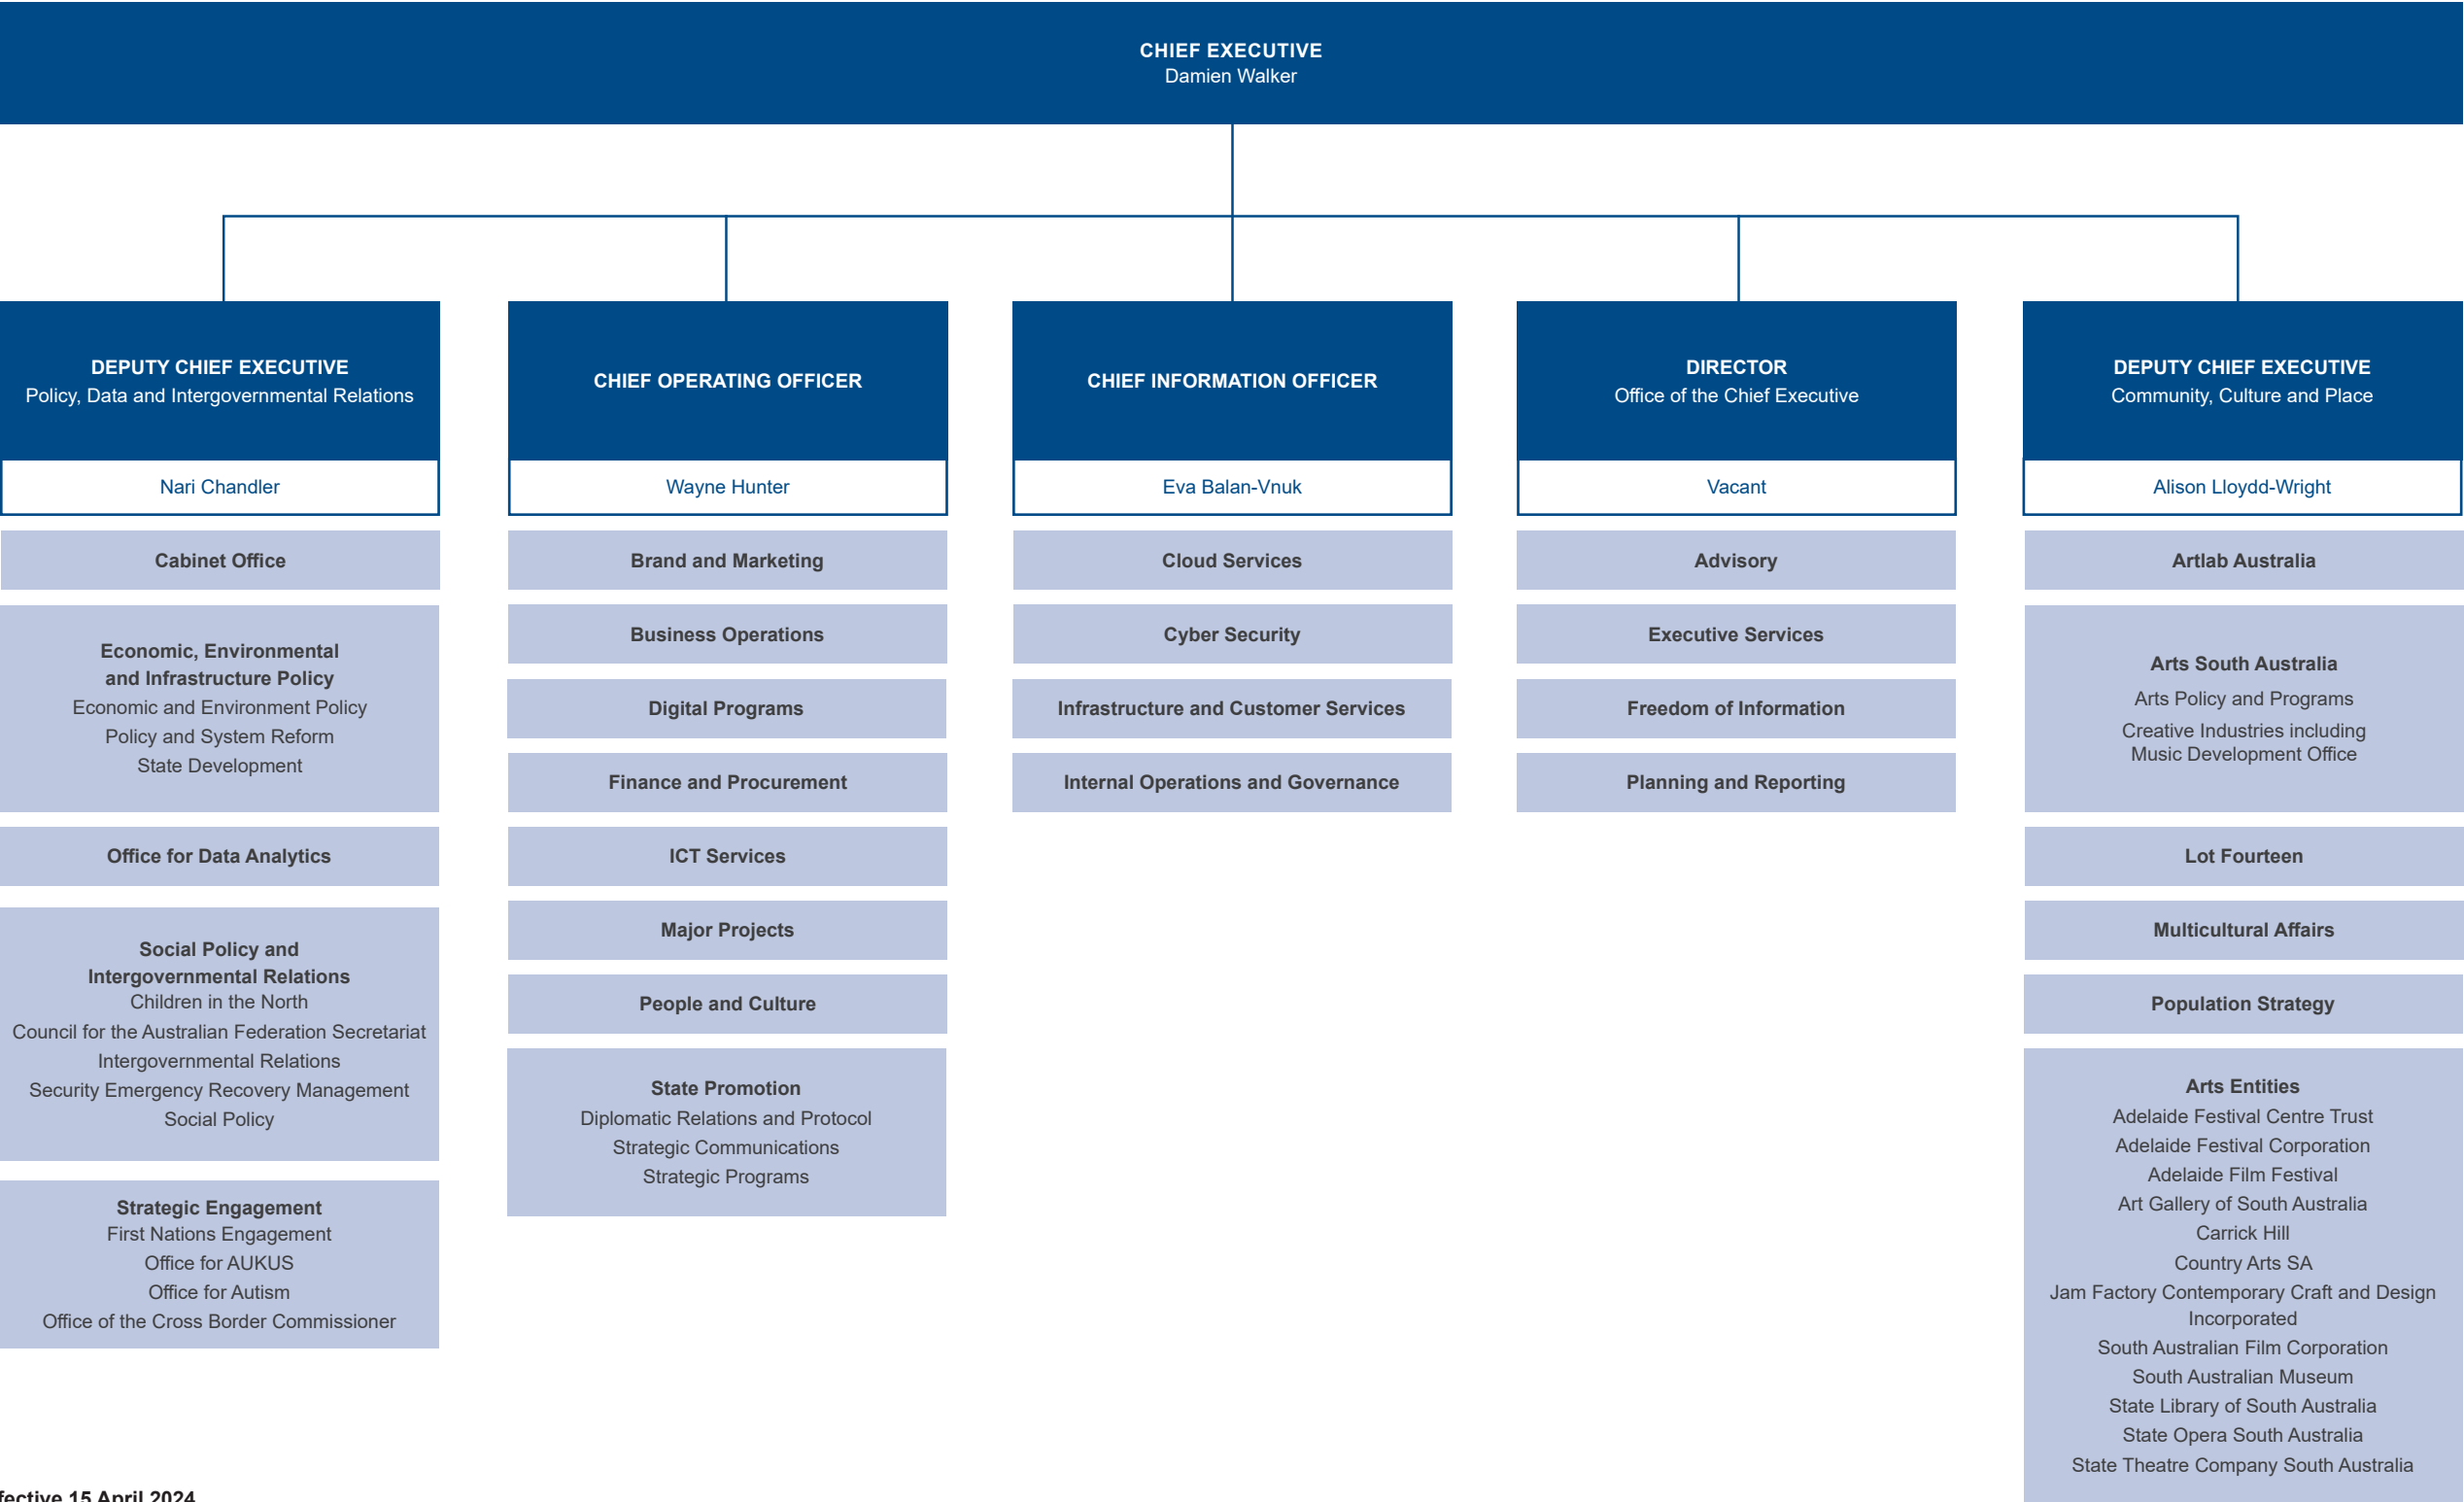 CHIEF EXECUTIVE
Damien Walker
DEPUTY CHIEF EXECUTIVE
Policy, Data and Intergovernmental Relations
Nari Chandler
Cabinet Office
Economic, Environmental
and Infrastructure Policy
Economic and Environment Policy
Policy and System Reform
State Development
Office for Data Analytics
Social Policy and
Intergovernmental Relations
Children in the North
Council for the Australian Federation Secretariat
Intergovernmental Relations
Security Emergency Recovery Management
Social Policy
Strategic Engagement
First Nations Engagement
Office for AUKUS
Office for Autism
Office of the Cross Border Commissioner
CHIEF OPERATING OFFICER
Wayne Hunter
Brand and Marketing
Business Operations
Digital Programs
Finance and Procurement
ICT Services
Major Projects
People and Culture
State Promotion
Diplomatic Relations and Protocol
Strategic Communications
Strategic Programs
CHIEF INFORMATION OFFICER
Eva Balan-Vnuk
Cloud Services
Cyber Security
Infrastructure and Customer Services
Internal Operations and Governance
DIRECTOR
Office of the Chief Executive
Vacant
Advisory
Executive Services
Freedom of Information
Planning and Reporting
DEPUTY CHIEF EXECUTIVE
Community, Culture and Place
Alison Lloydd-Wright
Artlab Australia
Arts South Australia
Arts Policy and Programs
Creative Industries including
Music Development Office
Lot Fourteen
Multicultural Affairs
Population Strategy
Arts Entities
Adelaide Festival Centre Trust
Adelaide Festival Corporation
Adelaide Film Festival
Art Gallery of South Australia
Carrick Hill
Country Arts SA
Jam Factory Contemporary Craft and Design
Incorporated
South Australian Film Corporation
South Australian Museum
State Library of South Australia
State Opera South Australia
State Theatre Company South Australia
fective 15 April 2024